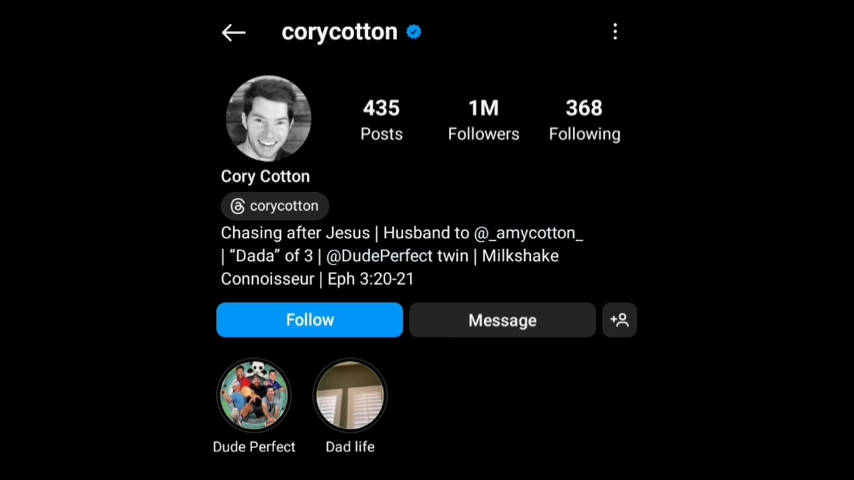 corycotton
435 1M 368
Posts Followers Following
Cory Cotton
corycotton
Chasing after Jesus | Husband to @_amycotton_
| “Dada” of 3 | @DudePerfect twin | Milkshake
Connoisseur | Eph 3:20-21
Follow Message
Dude Perfect Dad life